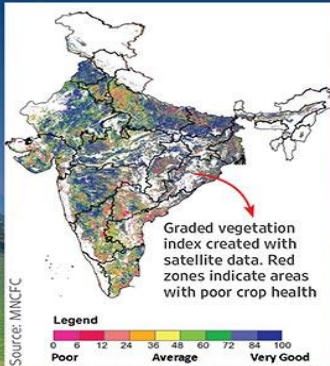 Graded vegetation
index created with
satellite data. Red
zones indicate areas
with poor crop health
Legend
0 6 12 24 36 48 60 72 84 100
Poor Average Very Good
Source: MNCFC